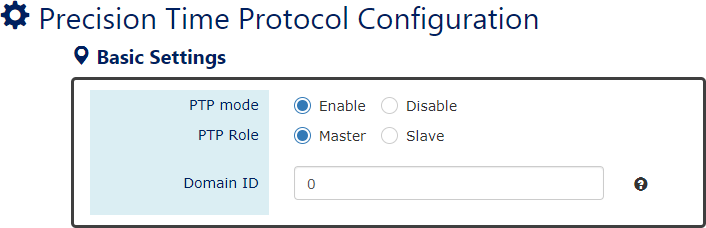 Precision Time Protocol Configuration
Basic Settings
PTP mode Enable Disable
PTP Role Master Slave
Domain ID 0